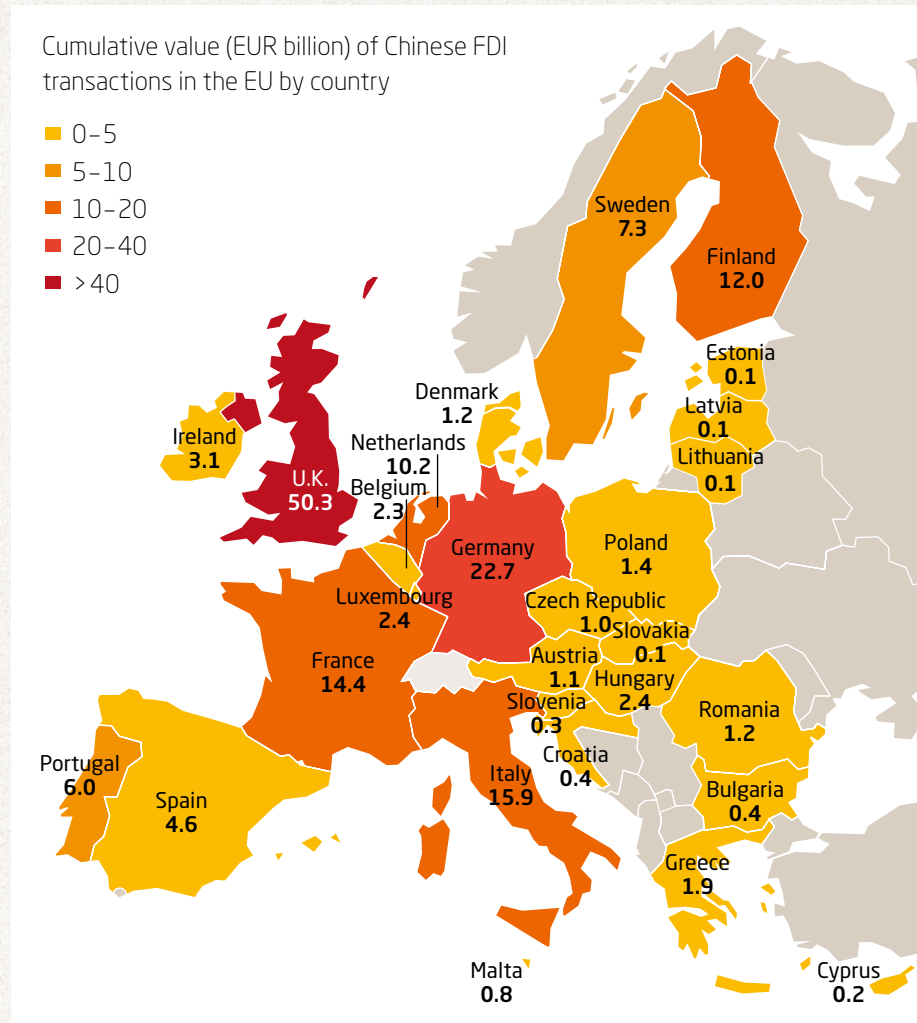 Cumulative value (EUR billion) of Chinese FDI
transactions in the EU by country
0–5
5–10
10–20
20–40
>40
Sweden
7.3
Finland
12.0
Estonia
0.1
Latvia
0.1
Lithuania
0.1
Denmark
1.2
Netherlands
10.2
Belgium
2.3
Ireland
3.1
U.K.
50.3
Germany
22.7
Poland
1.4
Luxembourg
2.4
Czech Republic
1.0
Slovakia
0.1
France
14.4
Austria
1.1
Hungary
2.4
Slovenia
0.3
Croatia
0.4
Romania
1.2
Portugal
6.0
Spain
4.6
Italy
15.9
Bulgaria
0.4
Greece
1.9
Malta
0.8
Cyprus
0.2